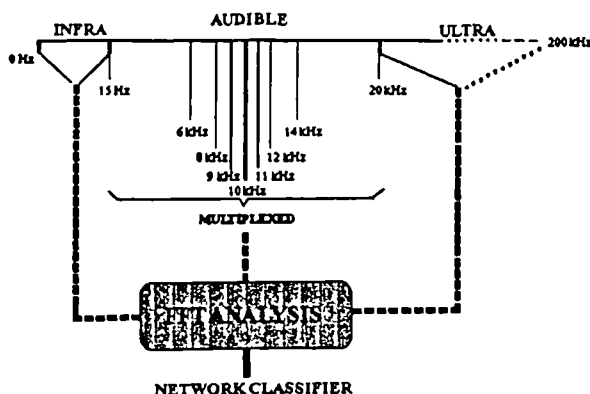 INFRA
AUDIBLE
ULTRA
0 Hz
15 Hz
20 kHz
200 kHz
6 kHz
14 kHz
8 kHz
12 kHz
9 kHz
11 kHz
10 kHz
MULTIPLEXED
FFT ANALYSIS
NETWORK CLASSIFIER